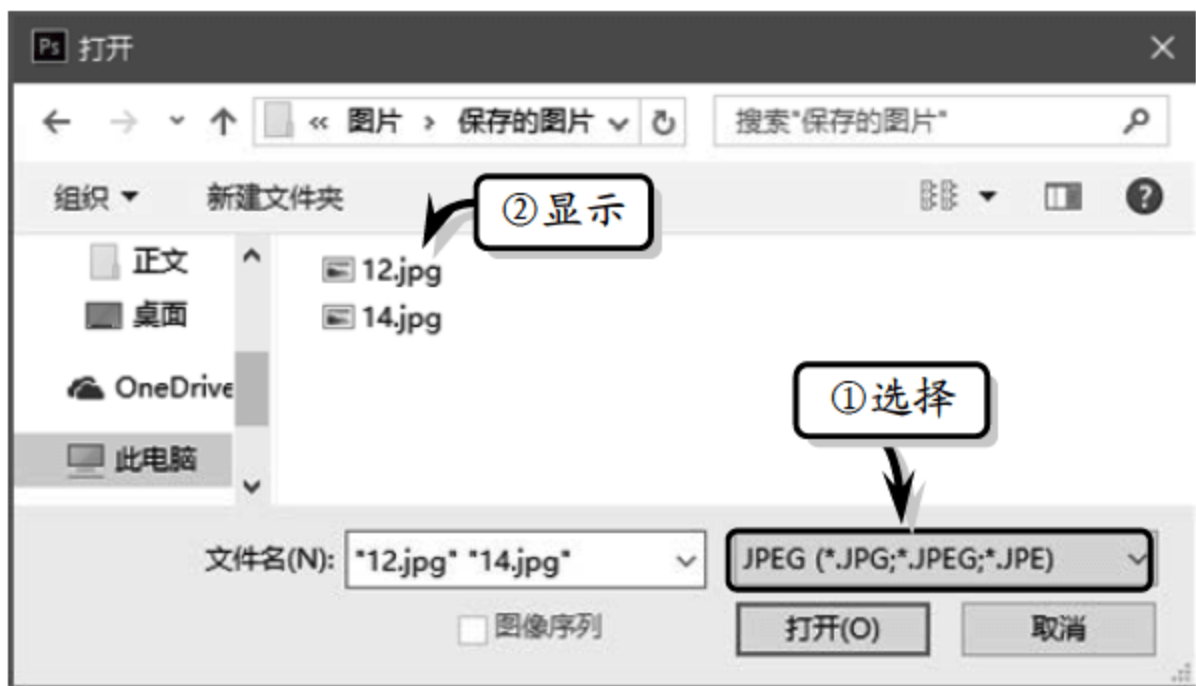 Ps 打开
« 图片 › 保存的图片
搜索"保存的图片"
组织 新建文件夹
②显示
正文
12.jpg
桌面
14.jpg
OneDrive
①选择
此电脑
文件名(N): "12.jpg" "14.jpg"
JPEG (*.JPG;*.JPEG;*.JPE)
图像序列
打开(O)
取消